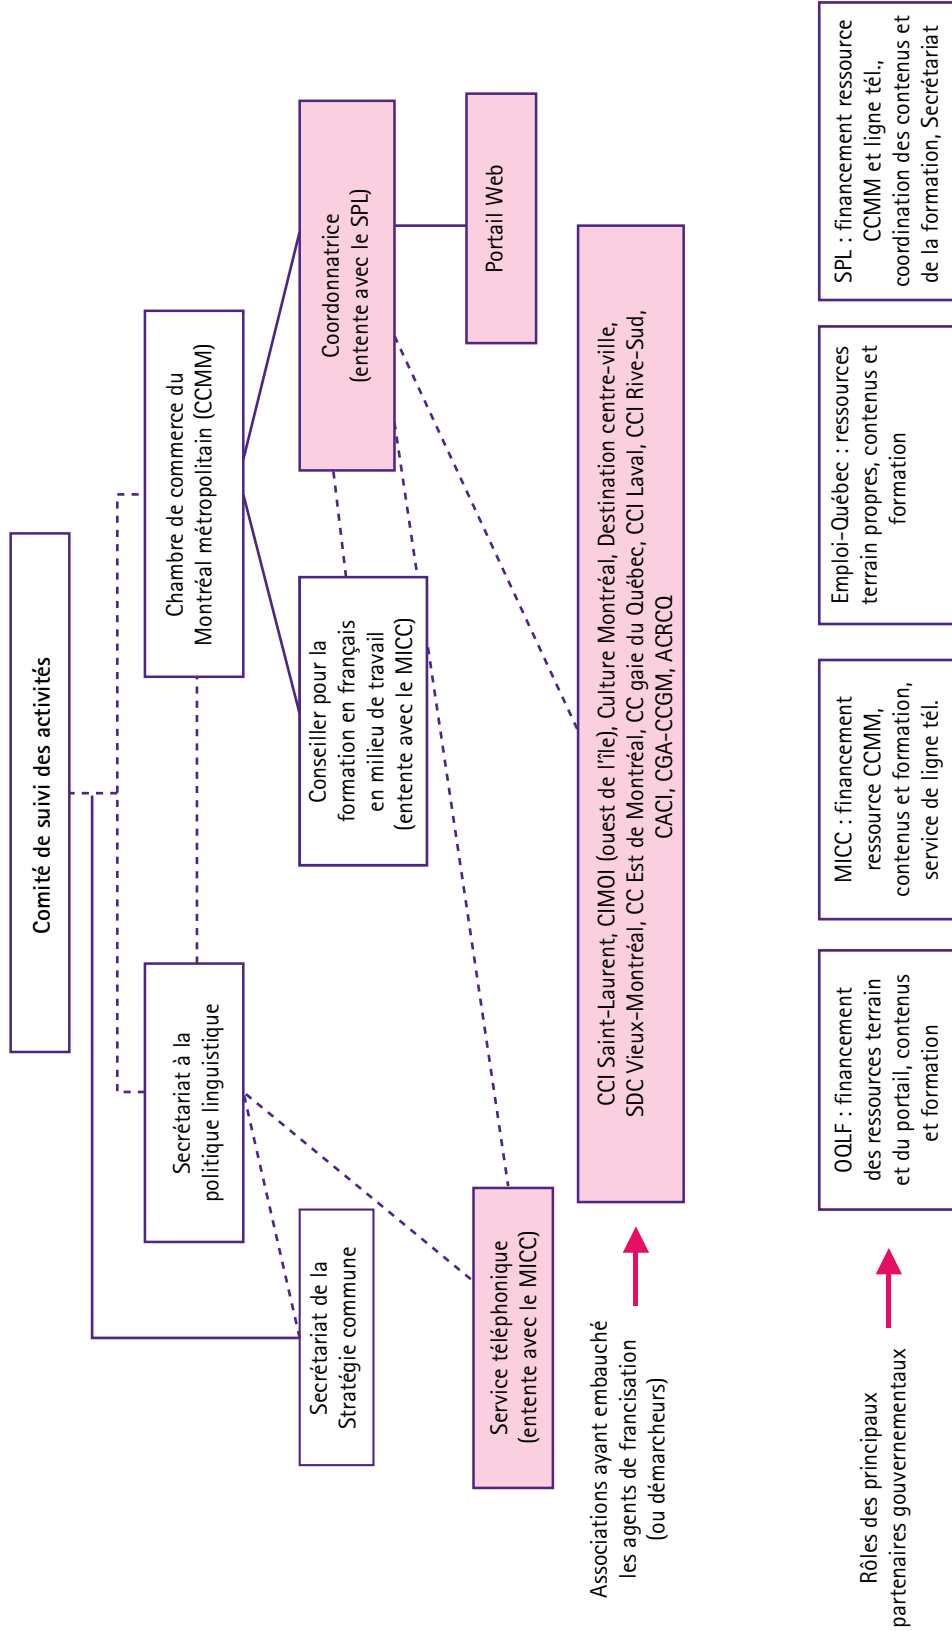 Comité de suivi des activités
Secrétariat à la
politique linguistique
Chambre de commerce du
Montréal métropolitain (CCMM)
Secrétariat de la
Stratégie commune
Conseiller pour la
formation en français
en milieu de travail
(entente avec le MICC)
Coordonnatrice
(entente avec le SPL)
Service téléphonique
(entente avec le MICC)
Portail Web
Associations ayant embauché
les agents de francisation
(ou démarcheurs)
CCI Saint-Laurent, CIMOI (ouest de l'île), Culture Montréal, Destination centre-ville,
SDC Vieux-Montréal, CC Est de Montréal, CC gaie du Québec, CCI Laval, CCI Rive-Sud,
CACI, CGA-CCGM, ACRCQ
Rôles des principaux
partenaires gouvernementaux
OQLF : financement
des ressources terrain
et du portail, contenus
et formation
MICC : financement
ressource CCMM,
contenus et formation,
service de ligne tél.
Emploi-Québec : ressources
terrain propres, contenus et
formation
SPL : financement ressource
CCMM et ligne tél.,
coordination des contenus et
de la formation, Secrétariat